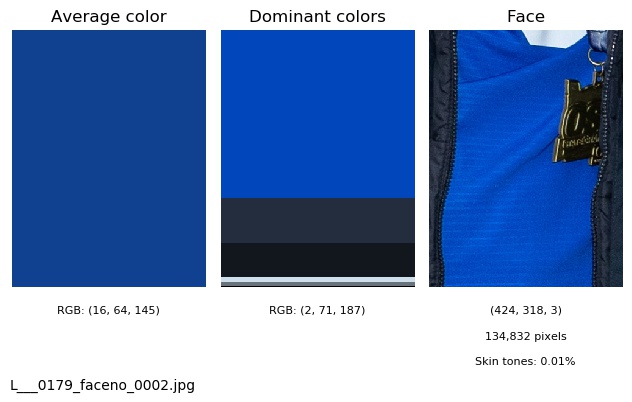 Average color
Dominant colors
Face
RGB: (16, 64, 145)
RGB: (2, 71, 187)
(424, 318, 3)
134,832 pixels
Skin tones: 0.01%
L___0179_faceno_0002.jpg